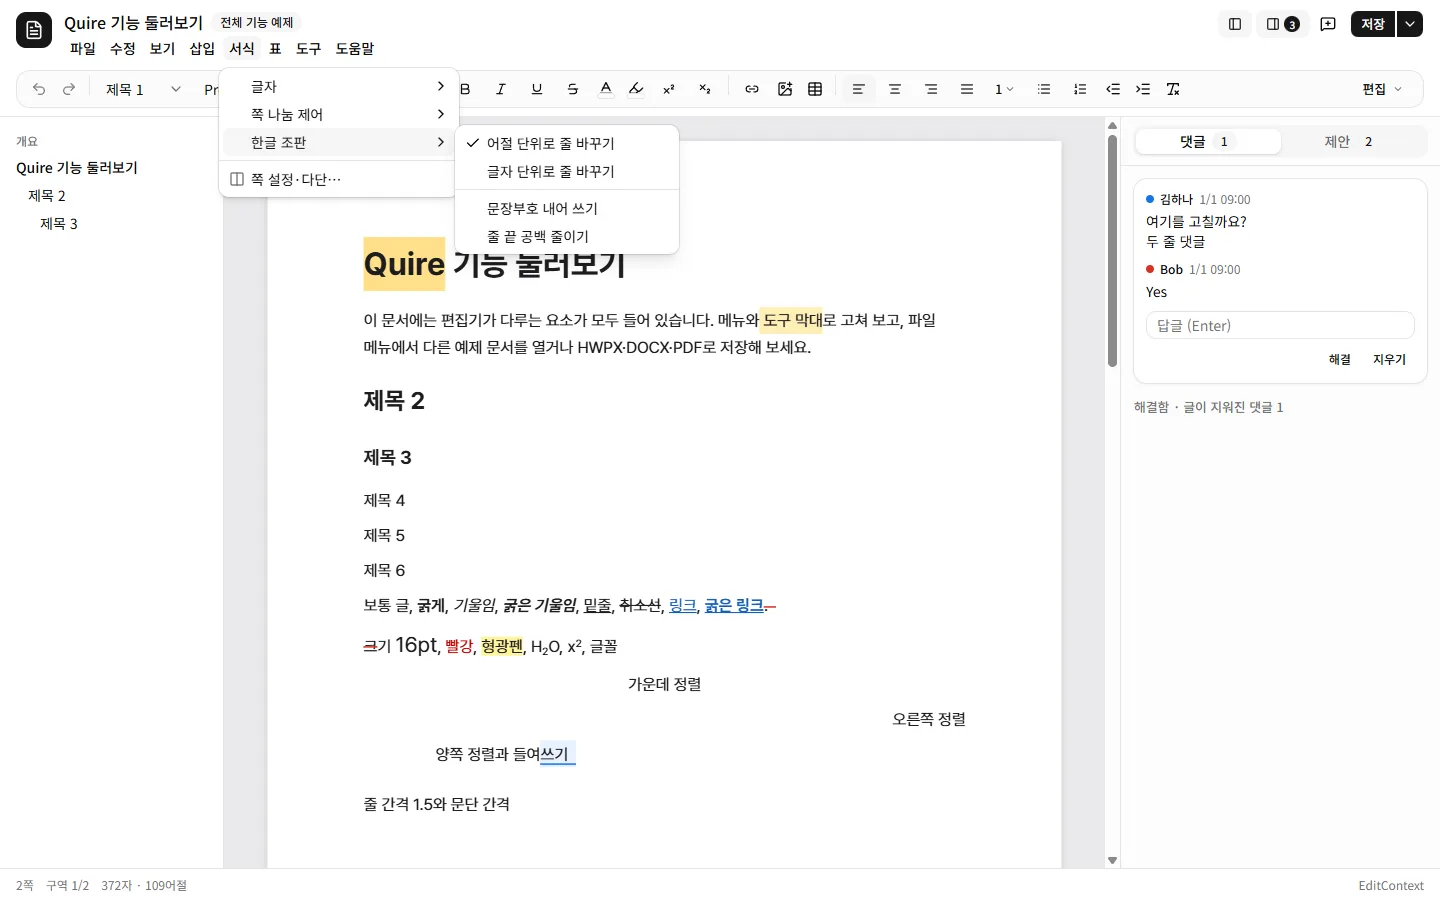 Quire 기능 둘러보기 전체 기능 예제
파일 수정 보기 삽입 서식 표 도구 도움말
3 저장
제목 1 B I U S A x² x₂ 1 편집
글자
쪽 나눔 제어
한글 조판
쪽 설정·다단…
어절 단위로 줄 바꾸기
글자 단위로 줄 바꾸기
문장부호 내어 쓰기
줄 끝 공백 줄이기
개요
Quire 기능 둘러보기
제목 2
제목 3
Quire 기능 둘러보기
이 문서에는 편집기가 다루는 요소가 모두 들어 있습니다. 메뉴와 도구 막대로 고쳐 보고, 파일
메뉴에서 다른 예제 문서를 열거나 HWPX·DOCX·PDF로 저장해 보세요.
제목 2
제목 3
제목 4
제목 5
제목 6
보통 글, 굵게, 기울임, 굵은 기울임, 밑줄, 취소선, 링크, 굵은 링크.
크기 16pt, 빨강, 형광펜, H₂O, x², 글꼴
가운데 정렬
오른쪽 정렬
양쪽 정렬과 들여쓰기
줄 간격 1.5와 문단 간격
댓글 1 제안 2
김하나 1/1 09:00
여기를 고칠까요?
두 줄 댓글
Bob 1/1 09:00
Yes
답글 (Enter)
해결 지우기
해결함 · 글이 지워진 댓글 1
2쪽 구역 1/2 372자 · 109어절
EditContext